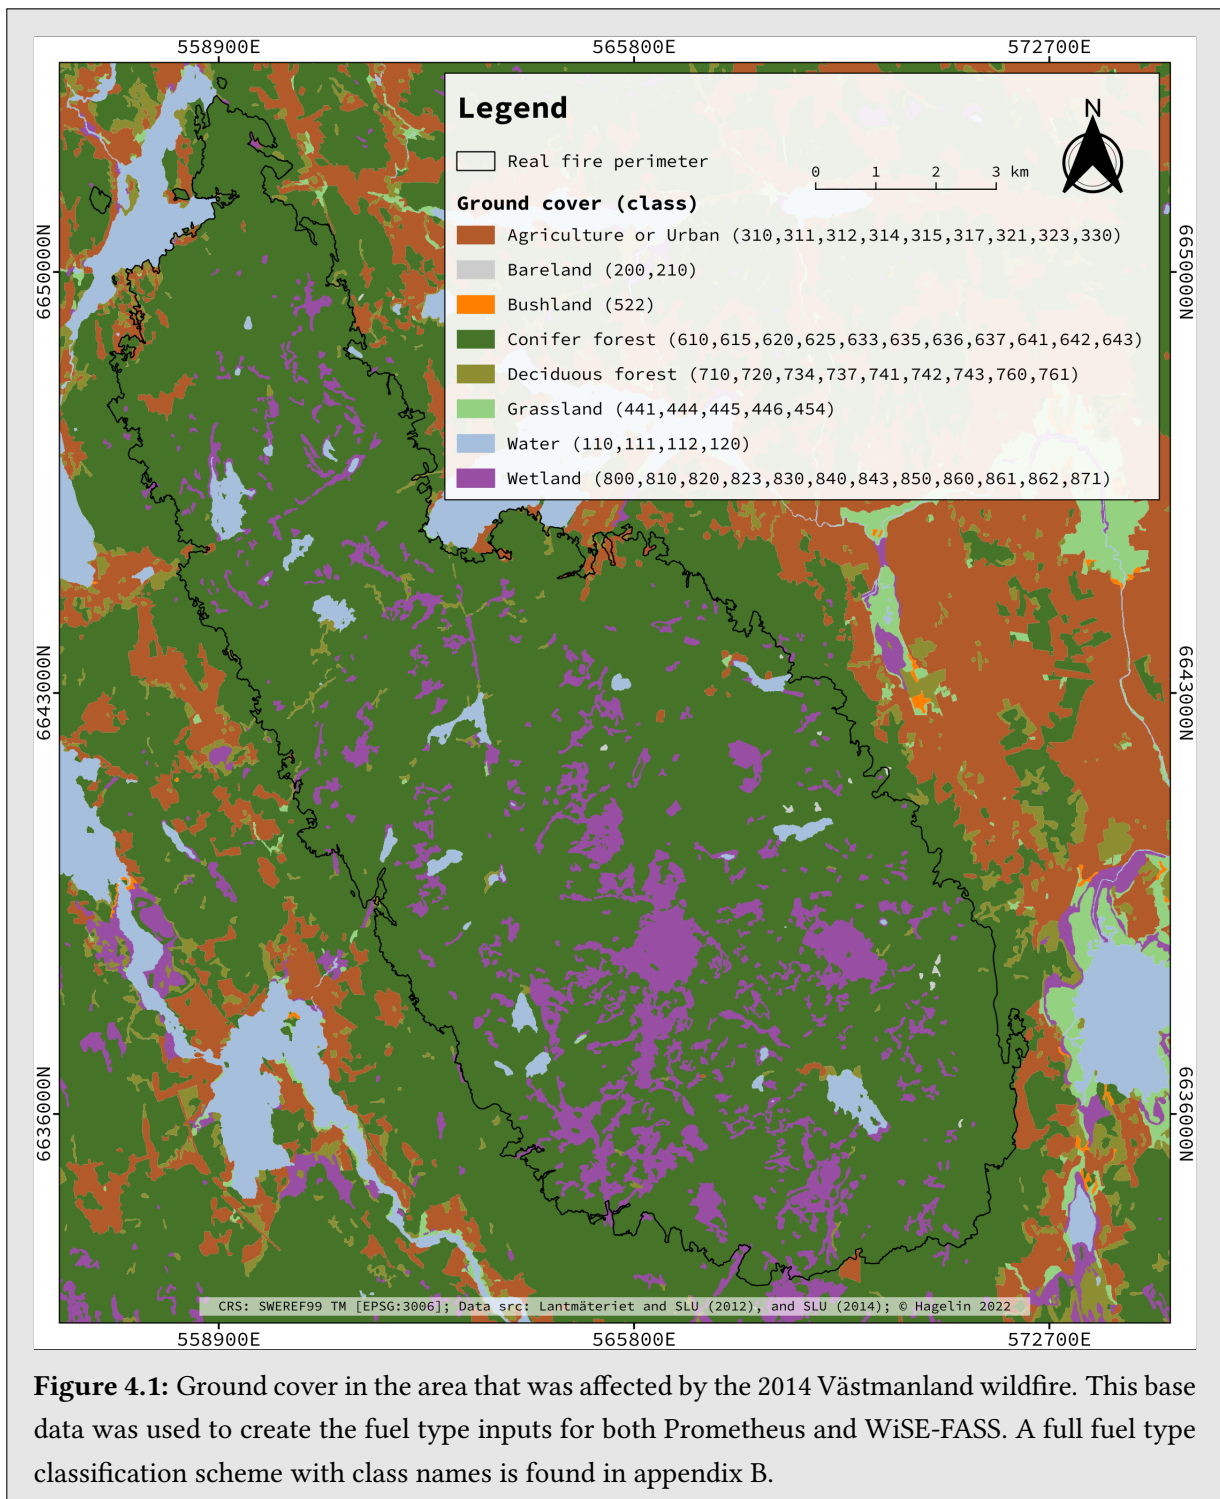 558900E 565800E 572700E
Legend
N
Real fire perimeter
0 1 2 3 km
Ground cover (class)
Agriculture or Urban (310,311,312,314,315,317,321,323,330)
Bareland (200,210)
Bushland (522)
Conifer forest (610,615,620,625,633,635,636,637,641,642,643)
Deciduous forest (710,720,734,737,741,742,743,760,761)
Grassland (441,444,445,446,454)
Water (110,111,112,120)
Wetland (800,810,820,823,830,840,843,850,860,861,862,871)
6650000N 6650000N
6643000N 6643000N
6636000N 6636000N
CRS: SWEREF99 TM [EPSG:3006]; Data src: Lantmäteriet and SLU (2012), and SLU (2014); © Hagelin 2022
558900E 565800E 572700E
Figure 4.1: Ground cover in the area that was affected by the 2014 Västmanland wildfire. This base
data was used to create the fuel type inputs for both Prometheus and WiSE-FASS. A full fuel type
classification scheme with class names is found in appendix B.